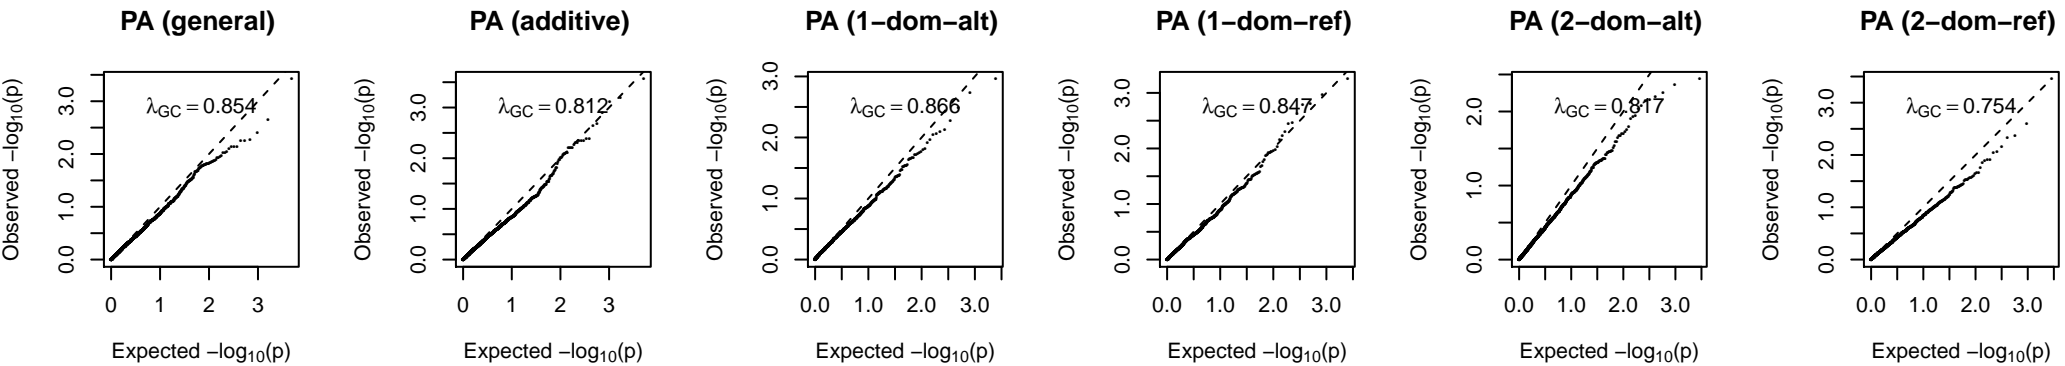 PA (general)
Observed −log10(p)
0.0 1.0 2.0 3.0
λGC = 0.854
0 1 2 3
Expected −log10(p)
PA (additive)
Observed −log10(p)
0.0 1.0 2.0 3.0
λGC = 0.812
0 1 2 3
Expected −log10(p)
PA (1−dom−alt)
Observed −log10(p)
0.0 1.0 2.0 3.0
λGC = 0.866
0.0 1.0 2.0 3.0
Expected −log10(p)
PA (1−dom−ref)
Observed −log10(p)
0.0 1.0 2.0 3.0
λGC = 0.847
0.0 1.0 2.0 3.0
Expected −log10(p)
PA (2−dom−alt)
Observed −log10(p)
0.0 1.0 2.0
λGC = 0.817
0.0 1.0 2.0 3.0
Expected −log10(p)
PA (2−dom−ref)
Observed −log10(p)
0.0 1.0 2.0 3.0
λGC = 0.754
0.0 1.0 2.0 3.0
Expected −log10(p)